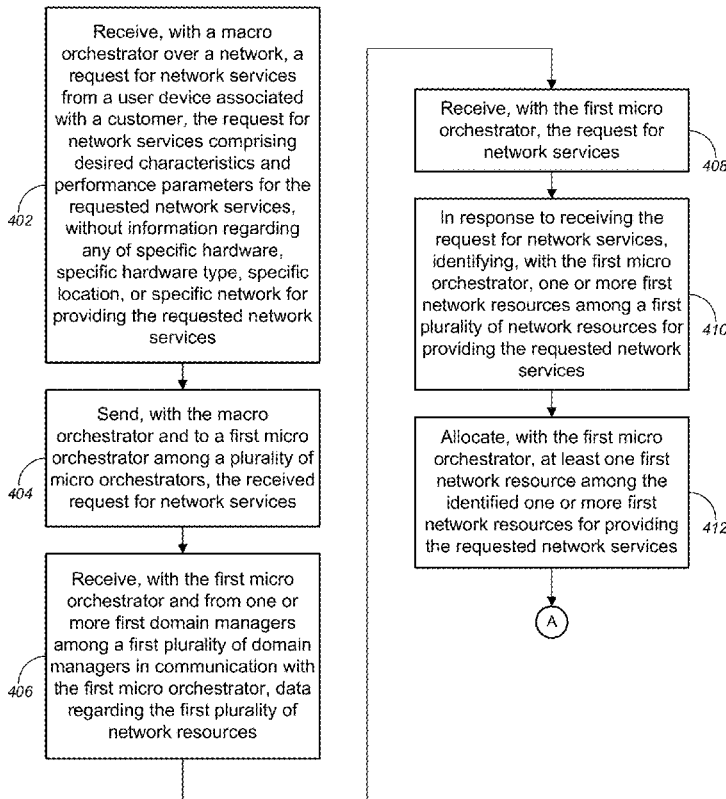 Receive, with a macro
orchestrator over a network, a
request for network services
from a user device associated
with a customer, the request for
network services comprising
desired characteristics and
performance parameters for the
requested network services,
without information regarding
any of specific hardware,
specific hardware type, specific
location, or specific network for
providing the requested network
services
402
Send, with the macro
orchestrator and to a first micro
orchestrator among a plurality of
micro orchestrators, the received
request for network services
404
Receive, with the first micro
orchestrator and from one or
more first domain managers
among a first plurality of domain
managers in communication with
the first micro orchestrator, data
regarding the first plurality of
network resources
406
Receive, with the first micro
orchestrator, the request for
network services
408
In response to receiving the
request for network services,
identifying, with the first micro
orchestrator, one or more first
network resources among a first
plurality of network resources for
providing the requested network
services
410
Allocate, with the first micro
orchestrator, at least one first
network resource among the
identified one or more first
network resources for providing
the requested network services
412
A